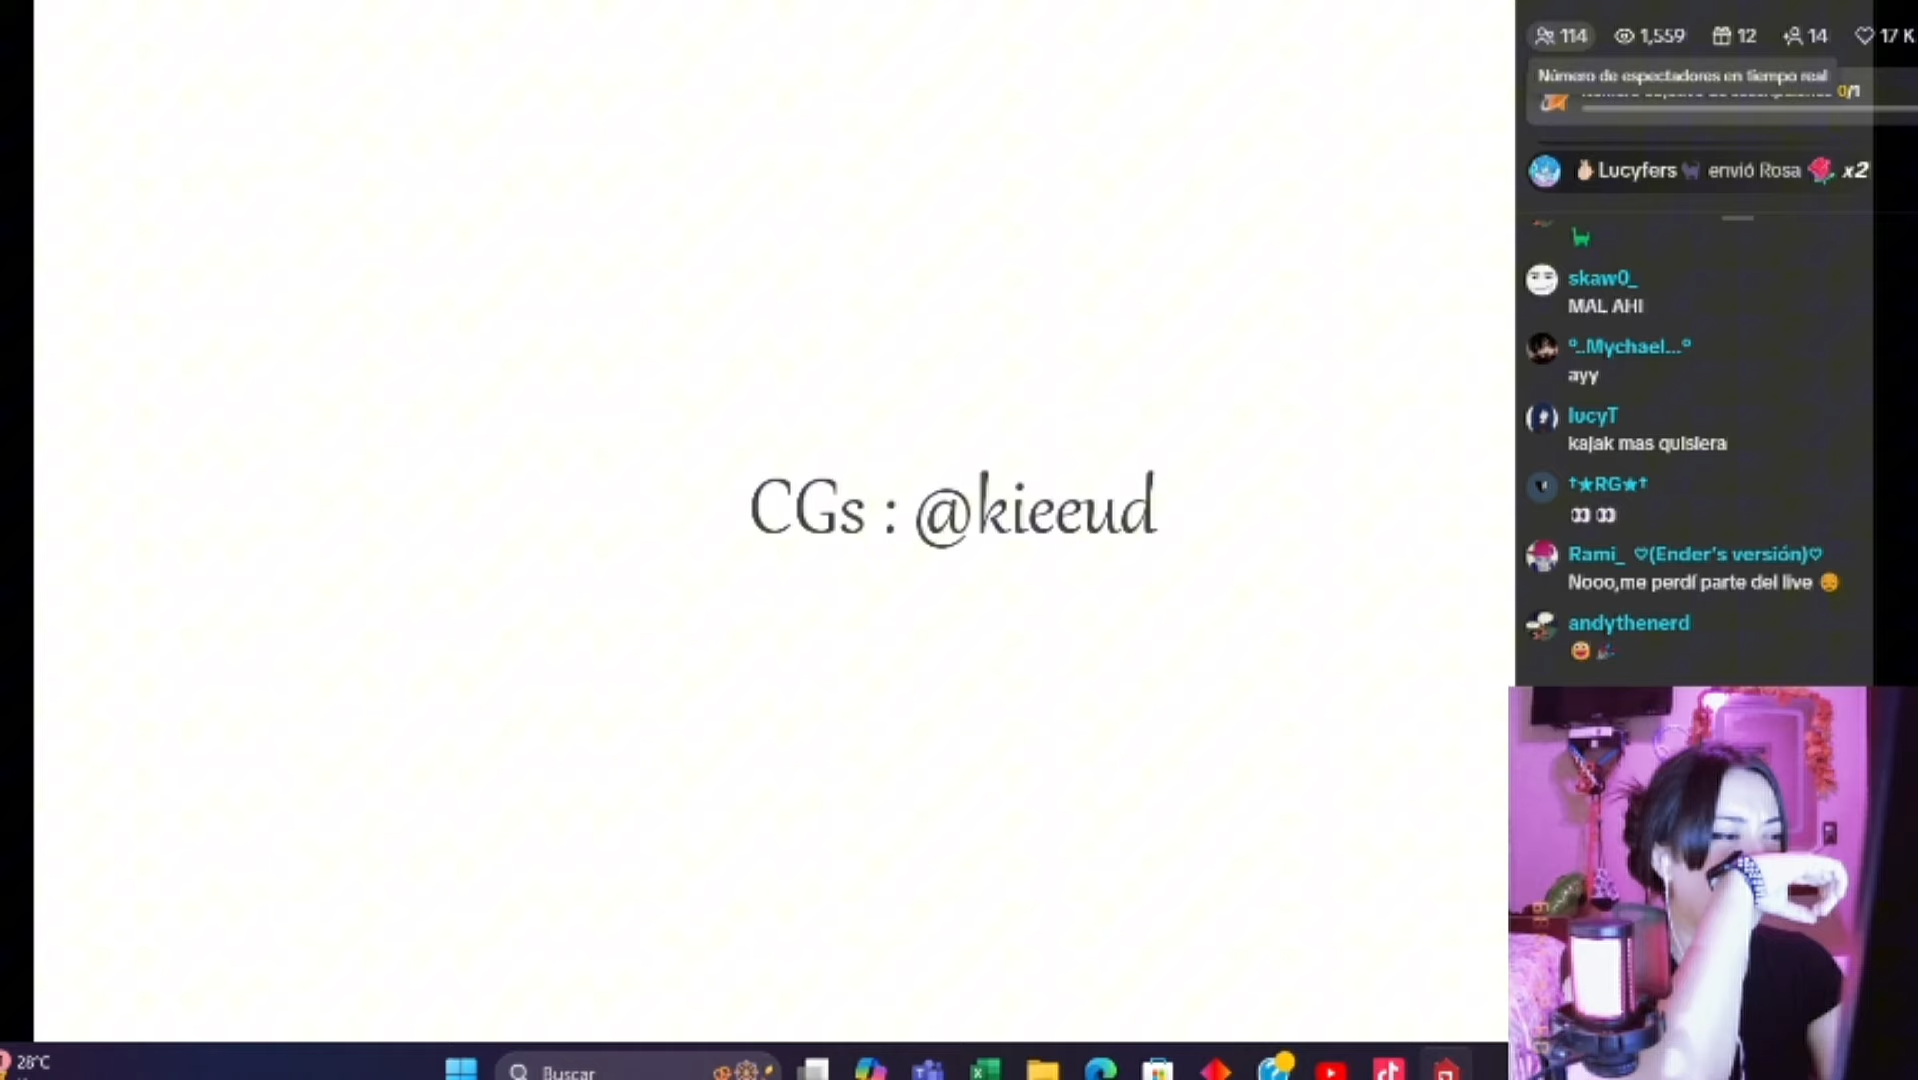 CGs : @kieeud
114 1,559 12 14 17 K
Número de espectadores en tiempo real
0/1
Lucyfers envió Rosa x2
skaw0_
MAL AHI
°..Mychael...°
ayy
lucyT
kajak mas quisiera
†★RG★†
Rami_ ♡(Ender's versión)♡
Nooo,me perdí parte del live 😔
andythenerd
28°C
Buscar